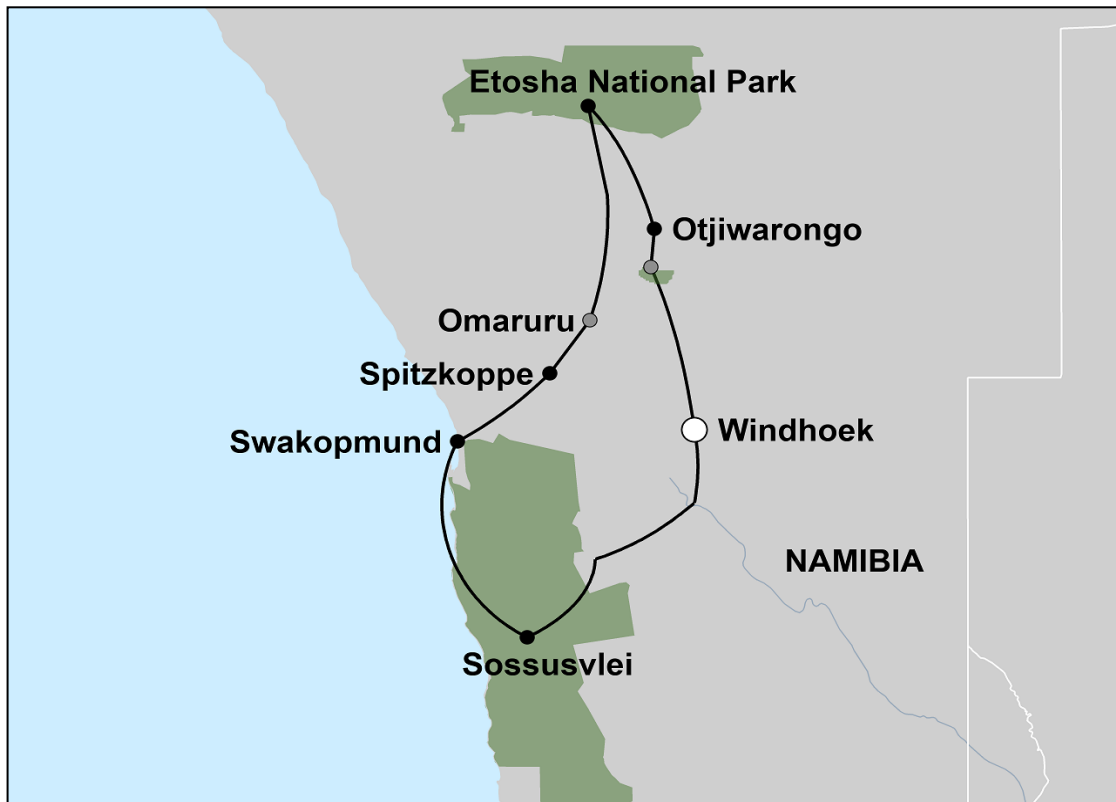 Etosha National Park
Otjiwarongo
Omaruru
Spitzkoppe
Swakopmund
Windhoek
NAMIBIA
Sossusvlei